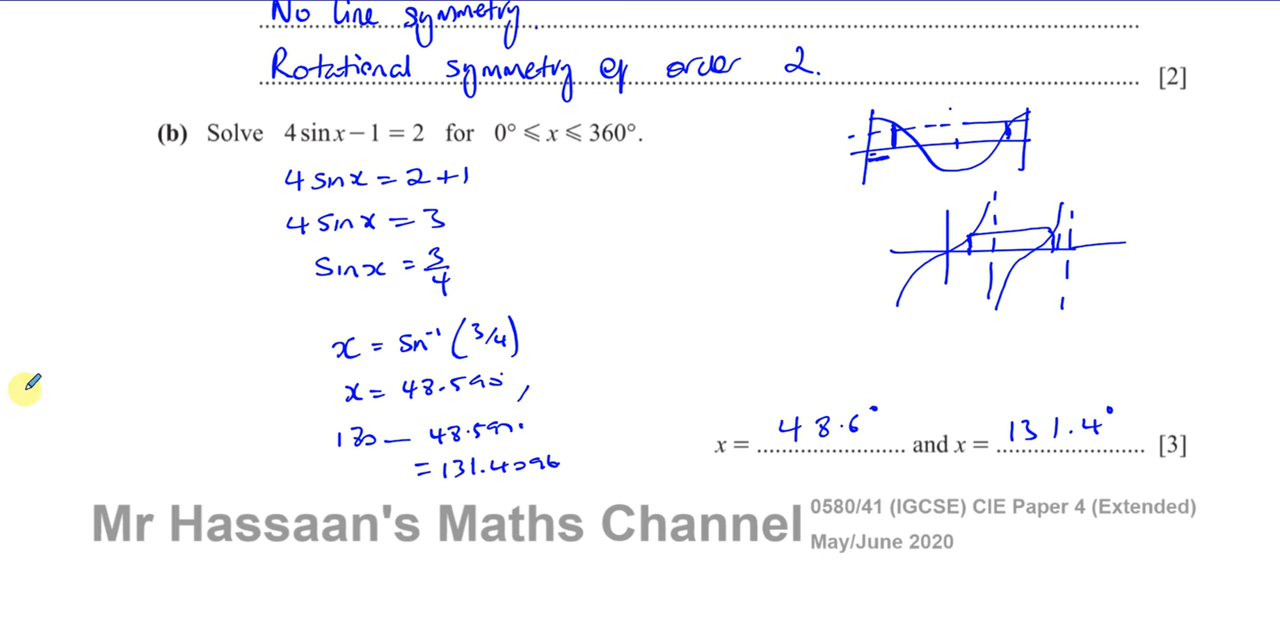 No line symmetry.
Rotational symmetry of order 2.
[2]
(b) Solve 4 sin x − 1 = 2 for 0° ⩽ x ⩽ 360°.
4 sin x = 2 + 1
4 sin x = 3
sin x = 3/4
x = sin⁻¹ (3/4)
x = 48.590,
180 − 48.590.
= 131.4096
x = 48.6° and x = 131.4° [3]
Mr Hassaan's Maths Channel
0580/41 (IGCSE) CIE Paper 4 (Extended)
May/June 2020